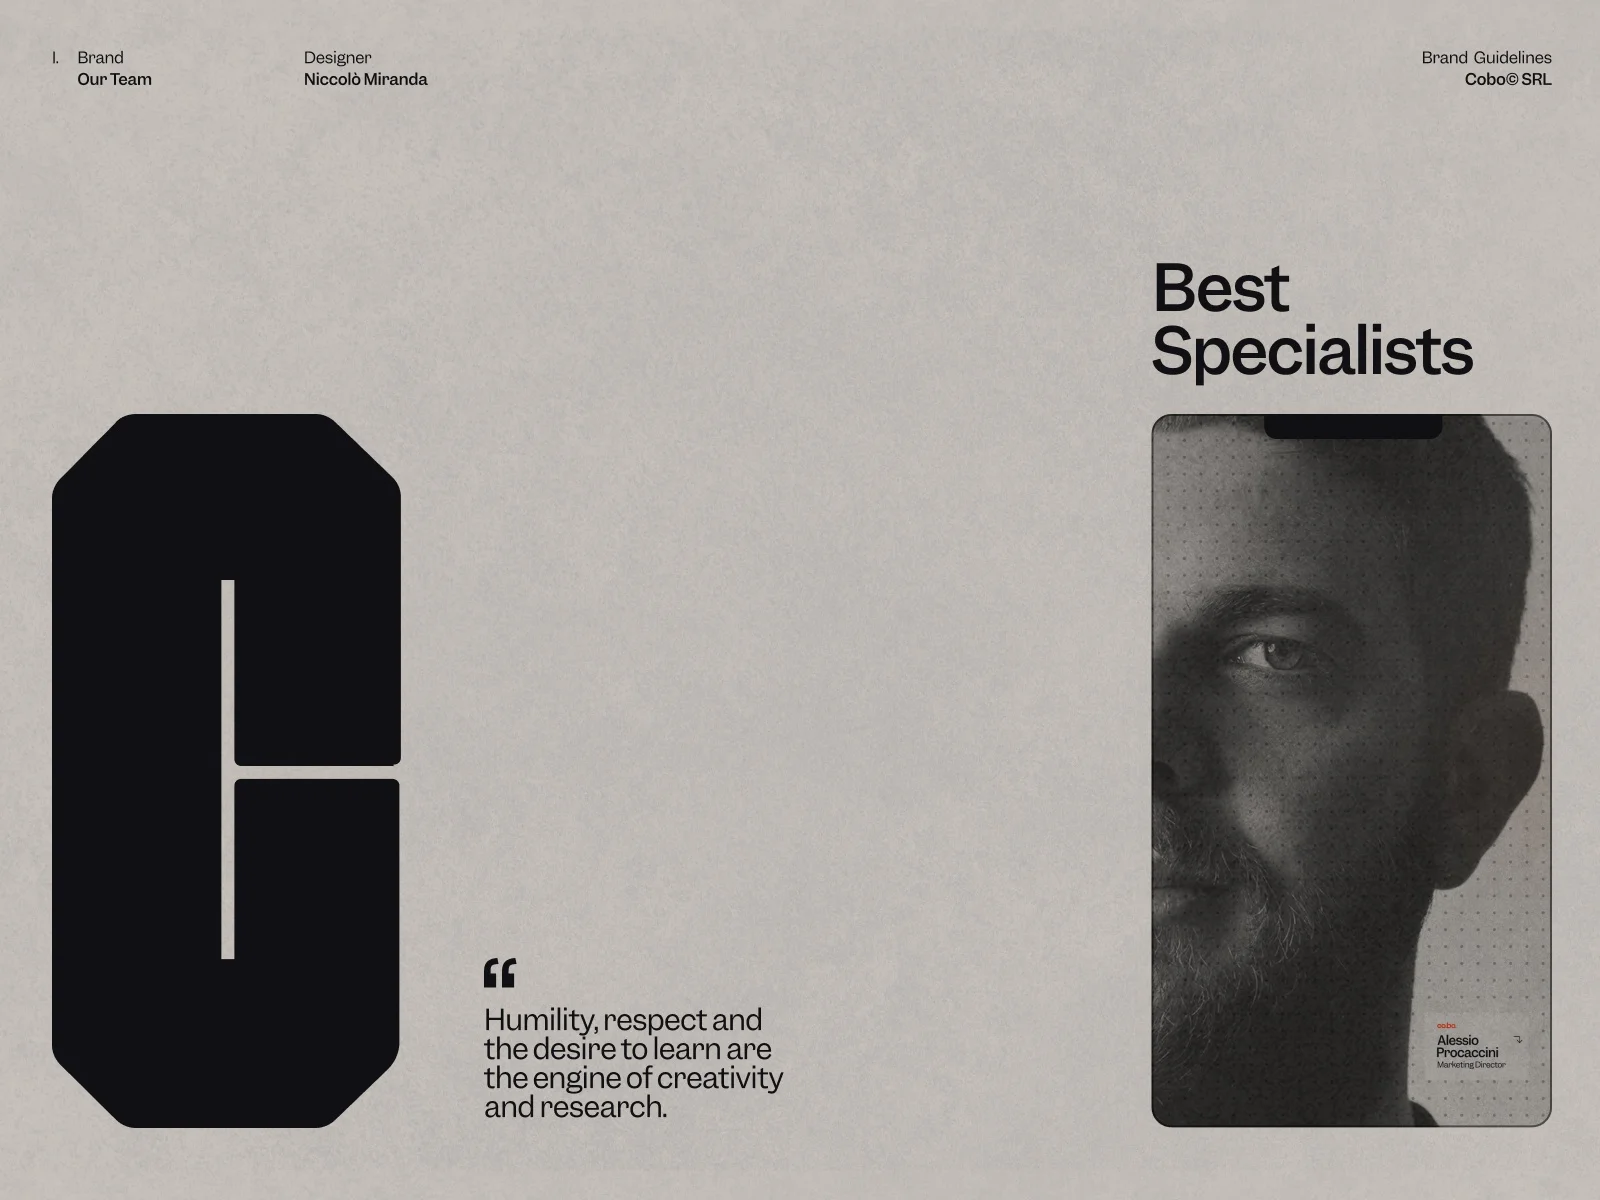 I. Brand
Our Team
Designer
Niccolò Miranda
Brand Guidelines
Cobo© SRL
Best
Specialists
C
“
Humility, respect and
the desire to learn are
the engine of creativity
and research.
cobo
Alessio
Procaccini
Marketing Director